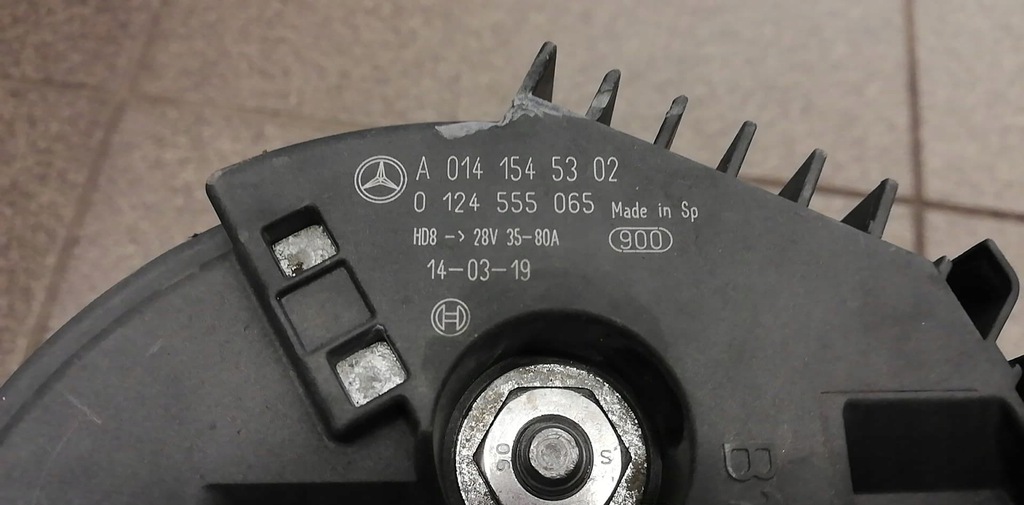 A 014 154 53 02
0 124 555 065 Made in Sp
HD8 -> 28V 35-80A 900
14-03-19
H
B